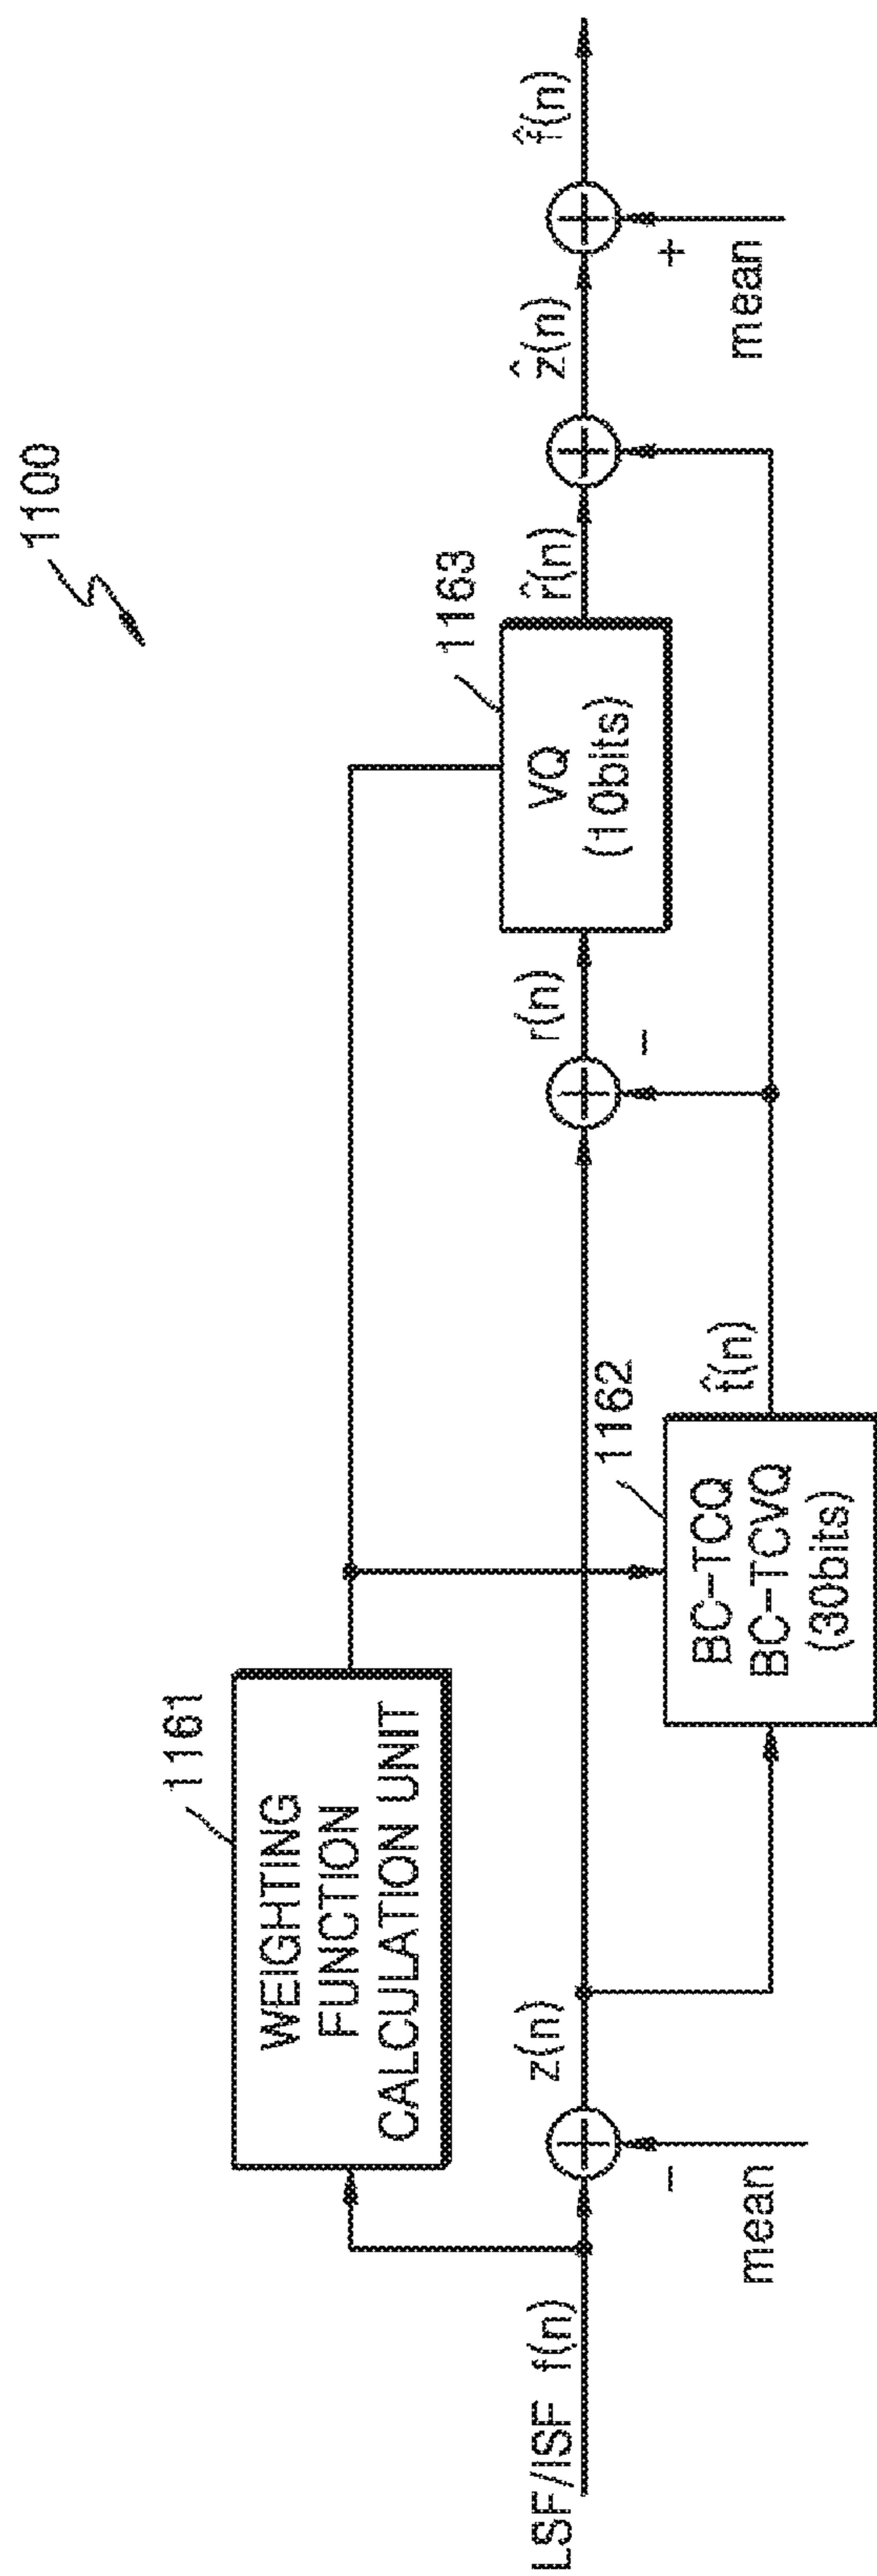 1100
1161
WEIGHTING
FUNCTION
CALCULATION UNIT
1163
VQ
(10bits)
LSF/ISF f(n)
z(n)
r(n)
r̂(n)
ẑ(n)
f̂(n)
-
mean
1162
BC-TCQ
BC-TCVQ
(30bits)
t̂(n)
-
+
mean